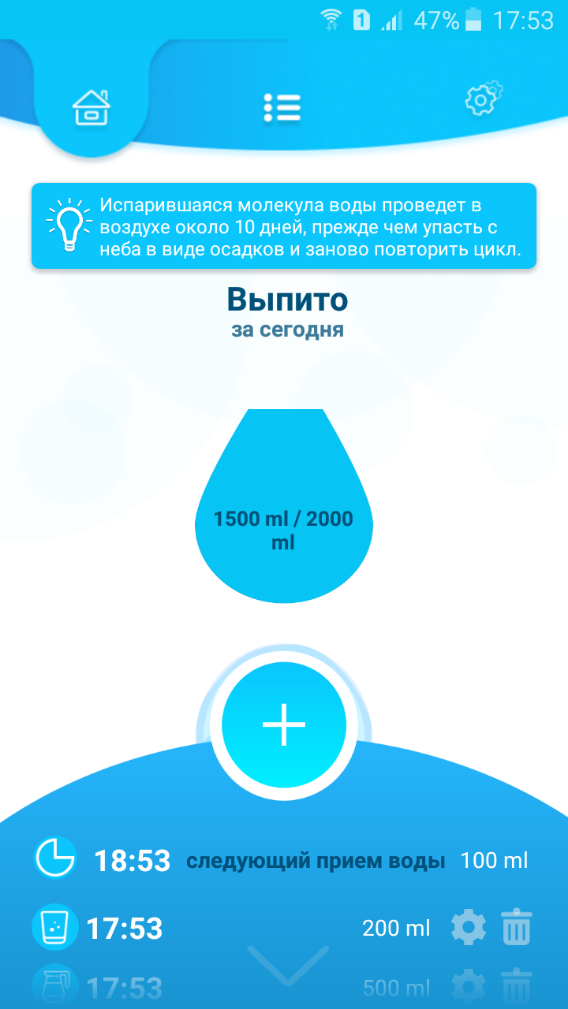 1 47% 17:53
Испарившаяся молекула воды проведет в
воздухе около 10 дней, прежде чем упасть с
неба в виде осадков и заново повторить цикл.
Выпито
за сегодня
1500 ml / 2000
ml
18:53 следующий прием воды 100 ml
17:53 200 ml
17:53 500 ml